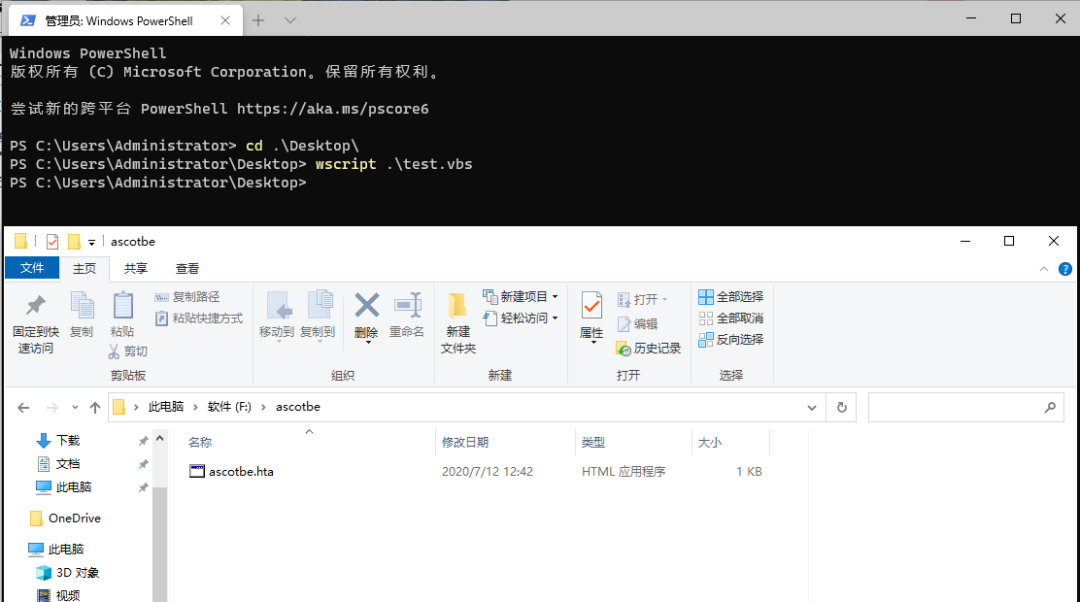 管理员: Windows PowerShell
Windows PowerShell
版权所有 (C) Microsoft Corporation。保留所有权利。
尝试新的跨平台 PowerShell https://aka.ms/pscore6
PS C:\Users\Administrator> cd .\Desktop\
PS C:\Users\Administrator\Desktop> wscript .\test.vbs
PS C:\Users\Administrator\Desktop>
ascotbe
文件 主页 共享 查看
固定到快速访问
复制
粘贴
复制路径
粘贴快捷方式
剪切
剪贴板
移动到
复制到
删除
重命名
组织
新建文件夹
新建项目
轻松访问
新建
属性
打开
编辑
历史记录
打开
全部选择
全部取消
反向选择
选择
此电脑 软件 (F:) ascotbe
名称 修改日期 类型 大小
ascotbe.hta 2020/7/12 12:42 HTML 应用程序 1 KB
下载
文档
此电脑
OneDrive
此电脑
3D 对象
视频